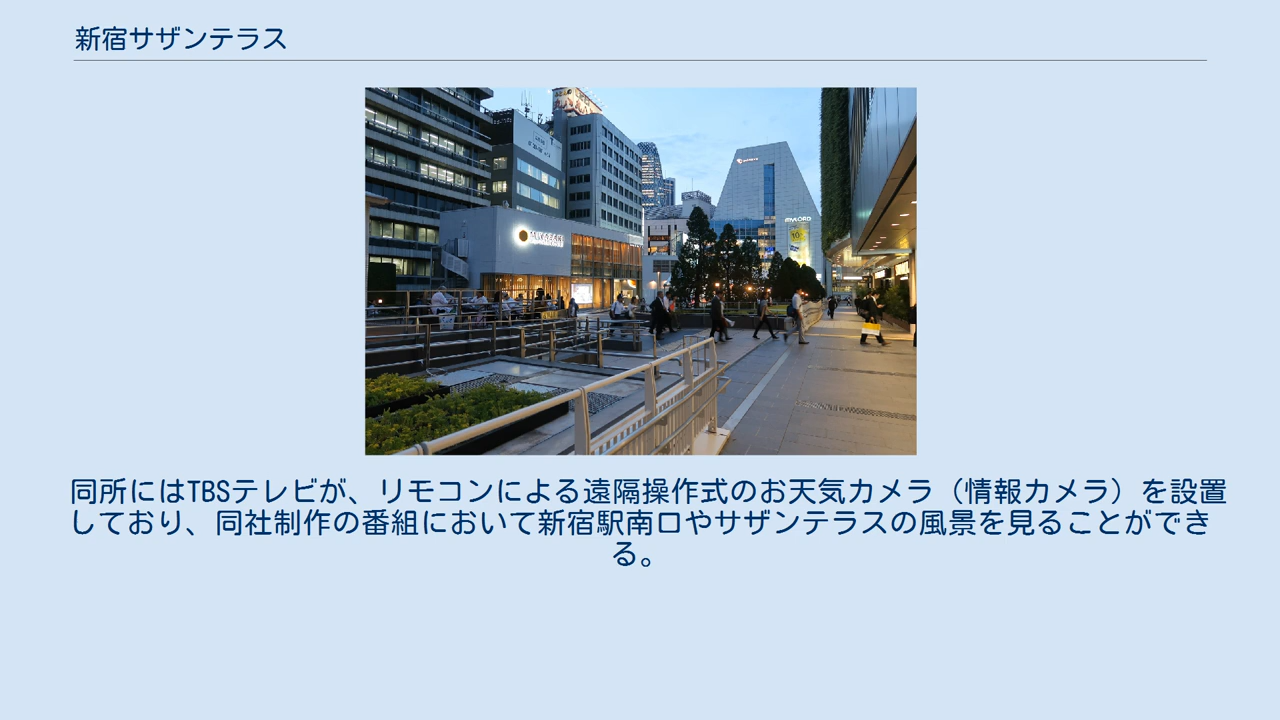 新宿サザンテラス
MYLORD
同所にはTBSテレビが、リモコンによる遠隔操作式のお天気カメラ（情報カメラ）を設置
しており、同社制作の番組において新宿駅南口やサザンテラスの風景を見ることができ
る。